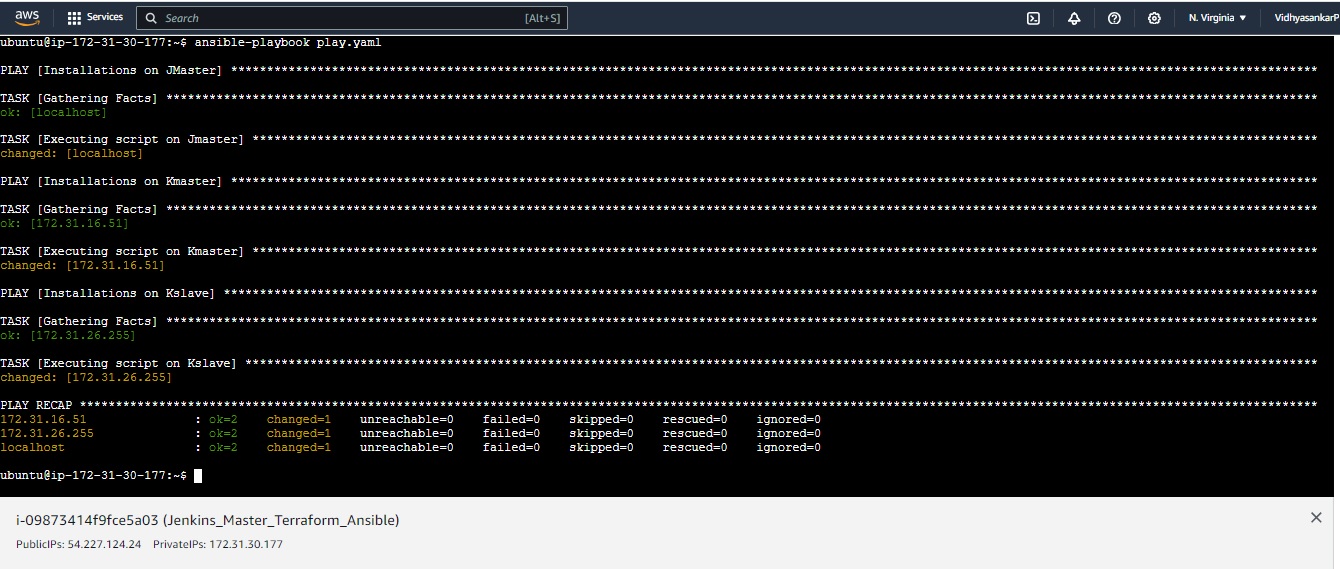 aws Services Search [Alt+S] N. Virginia VidhyasankarP
ubuntu@ip-172-31-30-177:~$ ansible-playbook play.yaml
PLAY [Installations on JMaster] ****************************************************************************************************************************************************
TASK [Gathering Facts] *************************************************************************************************************************************************************
ok: [localhost]
TASK [Executing script on Jmaster] *************************************************************************************************************************************************
changed: [localhost]
PLAY [Installations on Kmaster] ****************************************************************************************************************************************************
TASK [Gathering Facts] *************************************************************************************************************************************************************
ok: [172.31.16.51]
TASK [Executing script on Kmaster] *************************************************************************************************************************************************
changed: [172.31.16.51]
PLAY [Installations on Kslave] *****************************************************************************************************************************************************
TASK [Gathering Facts] *************************************************************************************************************************************************************
ok: [172.31.26.255]
TASK [Executing script on Kslave] **************************************************************************************************************************************************
changed: [172.31.26.255]
PLAY RECAP *************************************************************************************************************************************************************************
172.31.16.51 : ok=2 changed=1 unreachable=0 failed=0 skipped=0 rescued=0 ignored=0
172.31.26.255 : ok=2 changed=1 unreachable=0 failed=0 skipped=0 rescued=0 ignored=0
localhost : ok=2 changed=1 unreachable=0 failed=0 skipped=0 rescued=0 ignored=0
ubuntu@ip-172-31-30-177:~$
i-09873414f9fce5a03 (Jenkins_Master_Terraform_Ansible)
PublicIPs: 54.227.124.24 PrivateIPs: 172.31.30.177